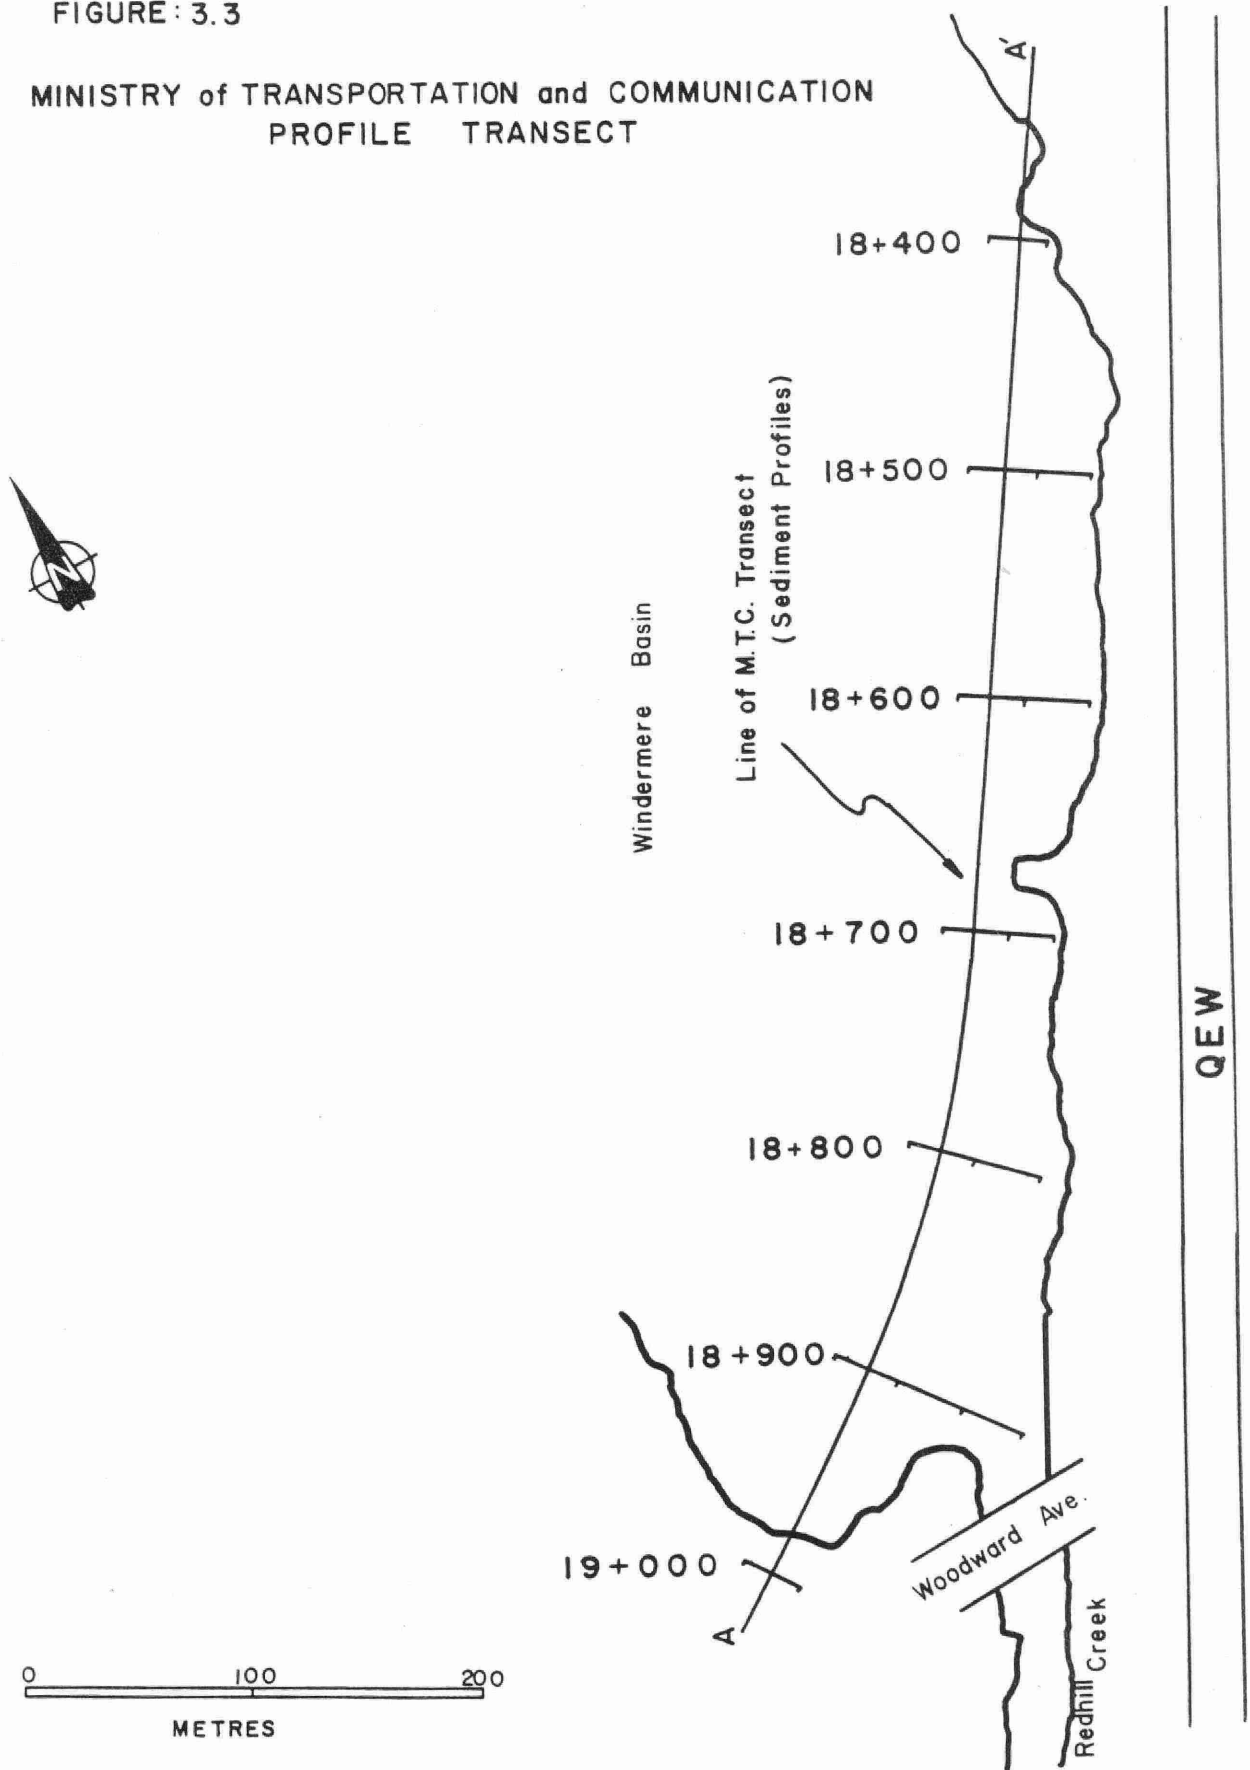 FIGURE: 3.3
MINISTRY of TRANSPORTATION and COMMUNICATION
PROFILE TRANSECT
A'
18+400
18+500
Line of M.T.C. Transect
(Sediment Profiles)
N
Windermere Basin
18+600
18+700
QEW
18+800
18+900
Woodward Ave.
19+000
A
Redhill Creek
0 100 200
METRES